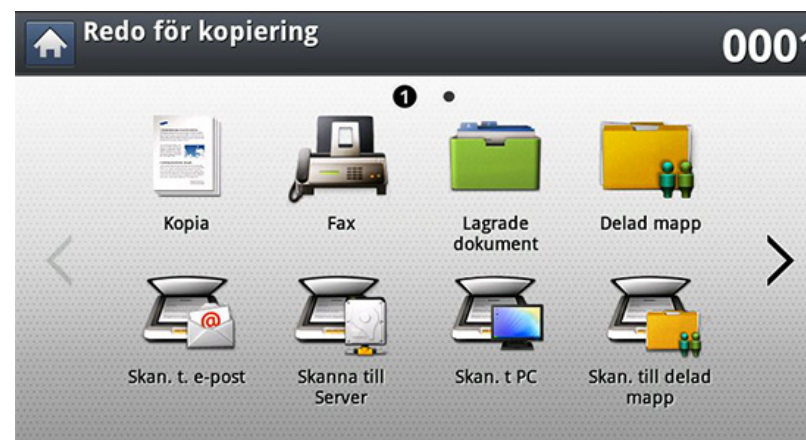 Redo för kopiering
0001
❶
Kopia
Fax
Lagrade
dokument
Delad mapp
Skan. t. e-post
Skanna till
Server
Skan. t PC
Skan. till delad
mapp